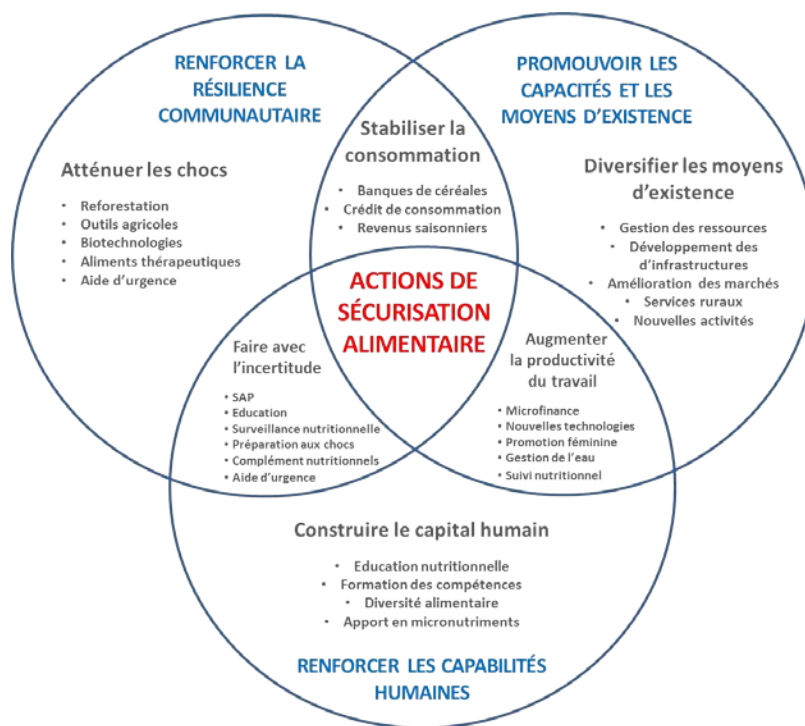 RENFORCER LA
RÉSILIENCE
COMMUNAUTAIRE
PROMOUVOIR LES
CAPACITÉS ET LES
MOYENS D'EXISTENCE
Stabiliser la
consommation
• Banques de céréales
• Crédit de consommation
• Revenus saisonniers
Atténuer les chocs
• Reforestation
• Outils agricoles
• Biotechnologies
• Aliments thérapeutiques
• Aide d'urgence
Diversifier les moyens
d'existence
• Gestion des ressources
• Développement des
d'infrastructures
• Amélioration des marchés
• Services ruraux
• Nouvelles activités
ACTIONS DE
SÉCURISATION
ALIMENTAIRE
Faire avec
l'incertitude
• SAP
• Education
• Surveillance nutritionnelle
• Préparation aux chocs
• Complément nutritionnels
• Aide d'urgence
Augmenter
la productivité
du travail
• Microfinance
• Nouvelles technologies
• Promotion féminine
• Gestion de l'eau
• Suivi nutritionnel
Construire le capital humain
• Education nutritionnelle
• Formation des compétences
• Diversité alimentaire
• Apport en micronutriments
RENFORCER LES CAPABILITÉS
HUMAINES